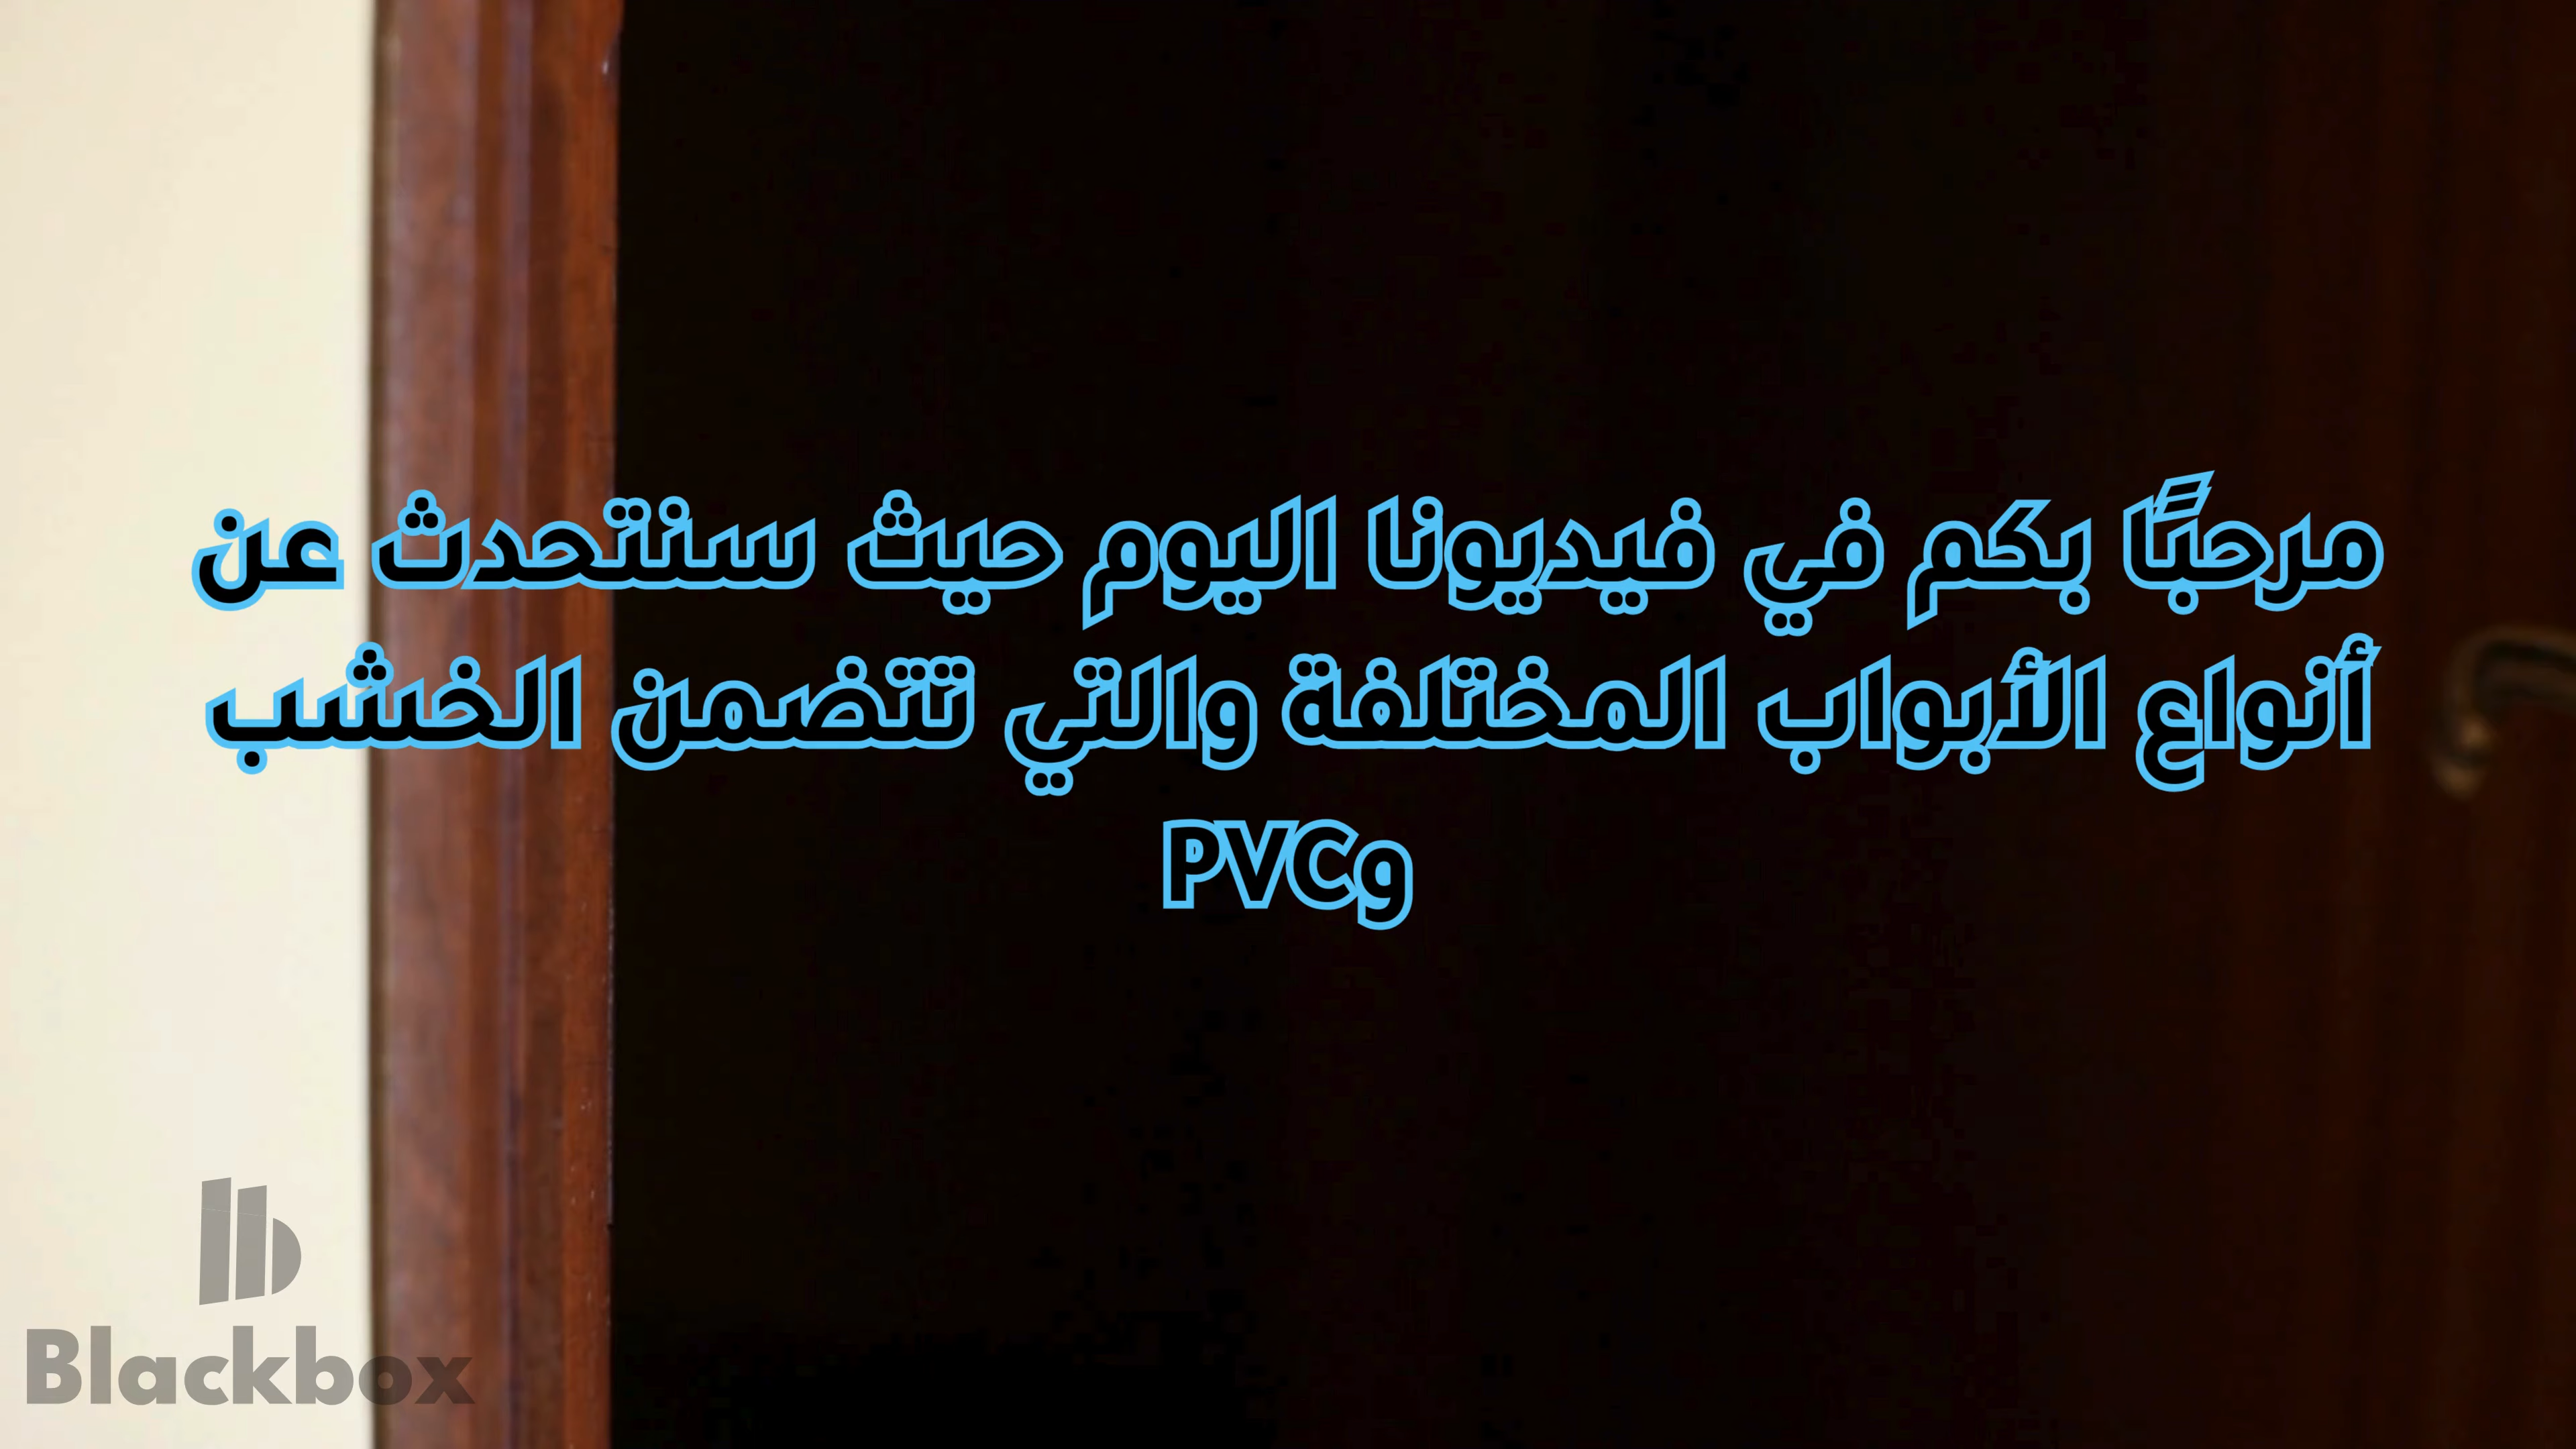 مرحبًا بكم في فيديونا اليوم حيث سنتحدث عن
أنواع الأبواب المختلفة والتي تتضمن الخشب
وPVC
Blackbox